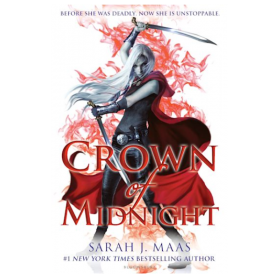 BEFORE SHE WAS DEADLY. NOW SHE IS UNSTOPPABLE.
CROWN
of
MIDNIGHT
SARAH J. MAAS
#1 NEW YORK TIMES BESTSELLING AUTHOR